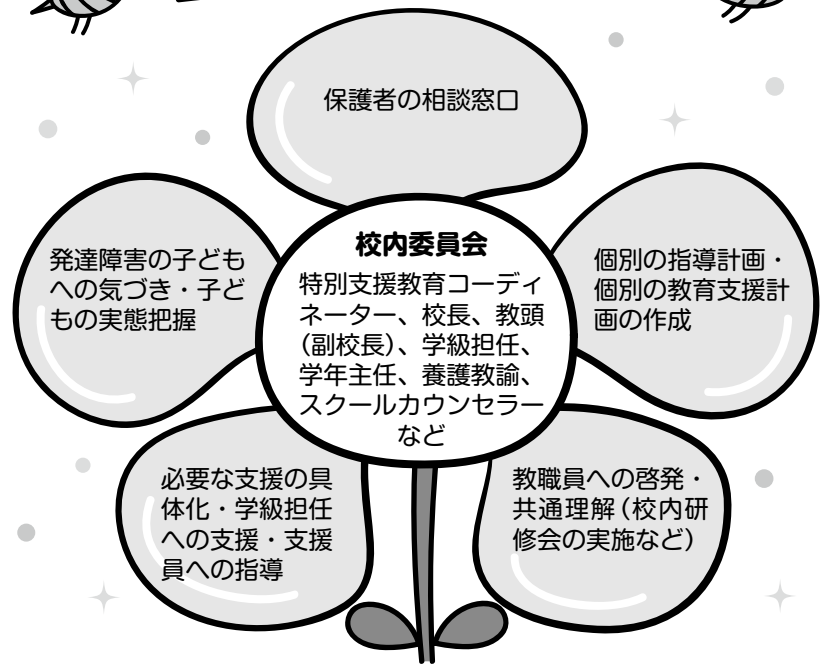 保護者の相談窓口
発達障害の子ども
への気づき・子ど
もの実態把握
校内委員会
特別支援教育コーディ
ネーター、校長、教頭
（副校長）、学級担任、
学年主任、養護教諭、
スクールカウンセラー
など
個別の指導計画・
個別の教育支援計
画の作成
必要な支援の具
体化・学級担任
への支援・支援
員への指導
教職員への啓発・
共通理解（校内研
修会の実施など）